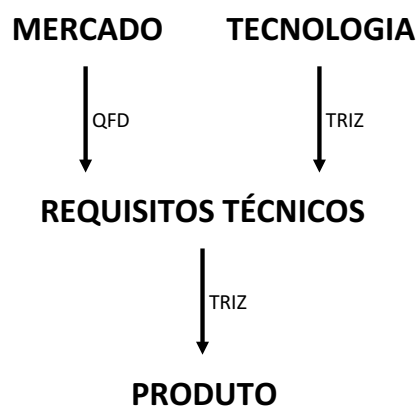 MERCADO TECNOLOGIA
QFD TRIZ
REQUISITOS TÉCNICOS
TRIZ
PRODUTO